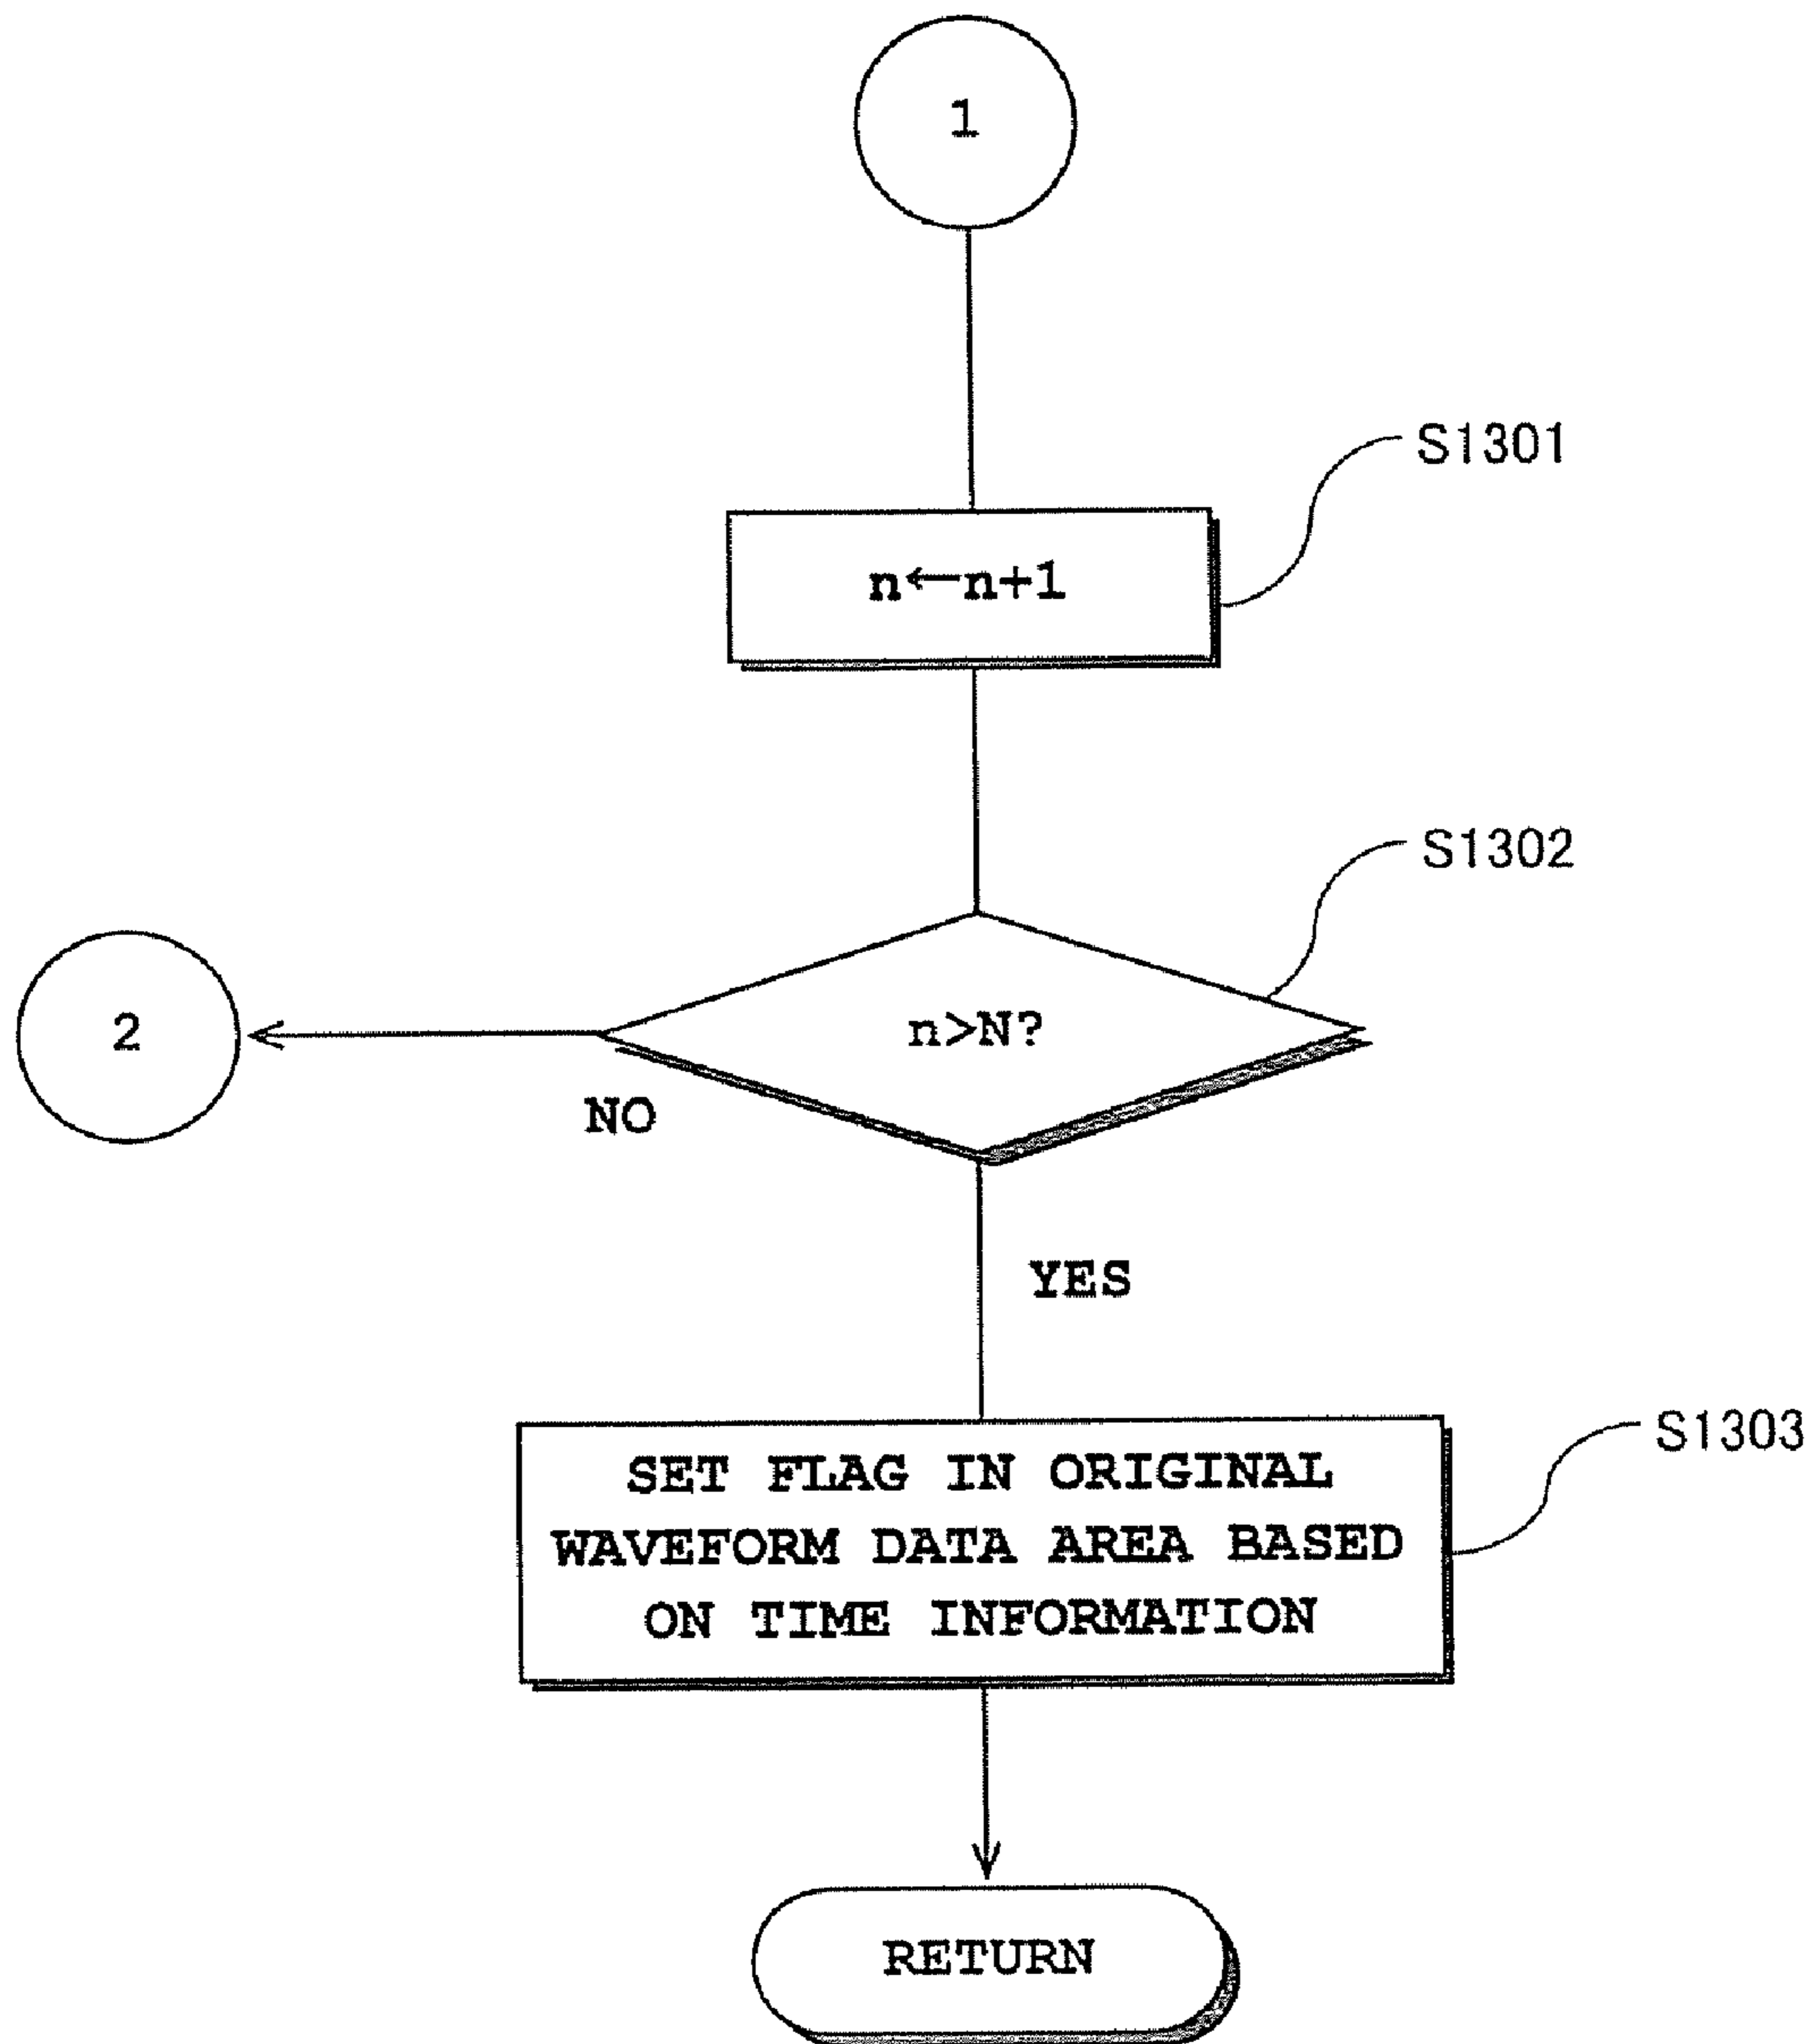 1
S1301
n←n+1
S1302
2
n>N?
NO
YES
S1303
SET FLAG IN ORIGINAL
WAVEFORM DATA AREA BASED
ON TIME INFORMATION
RETURN